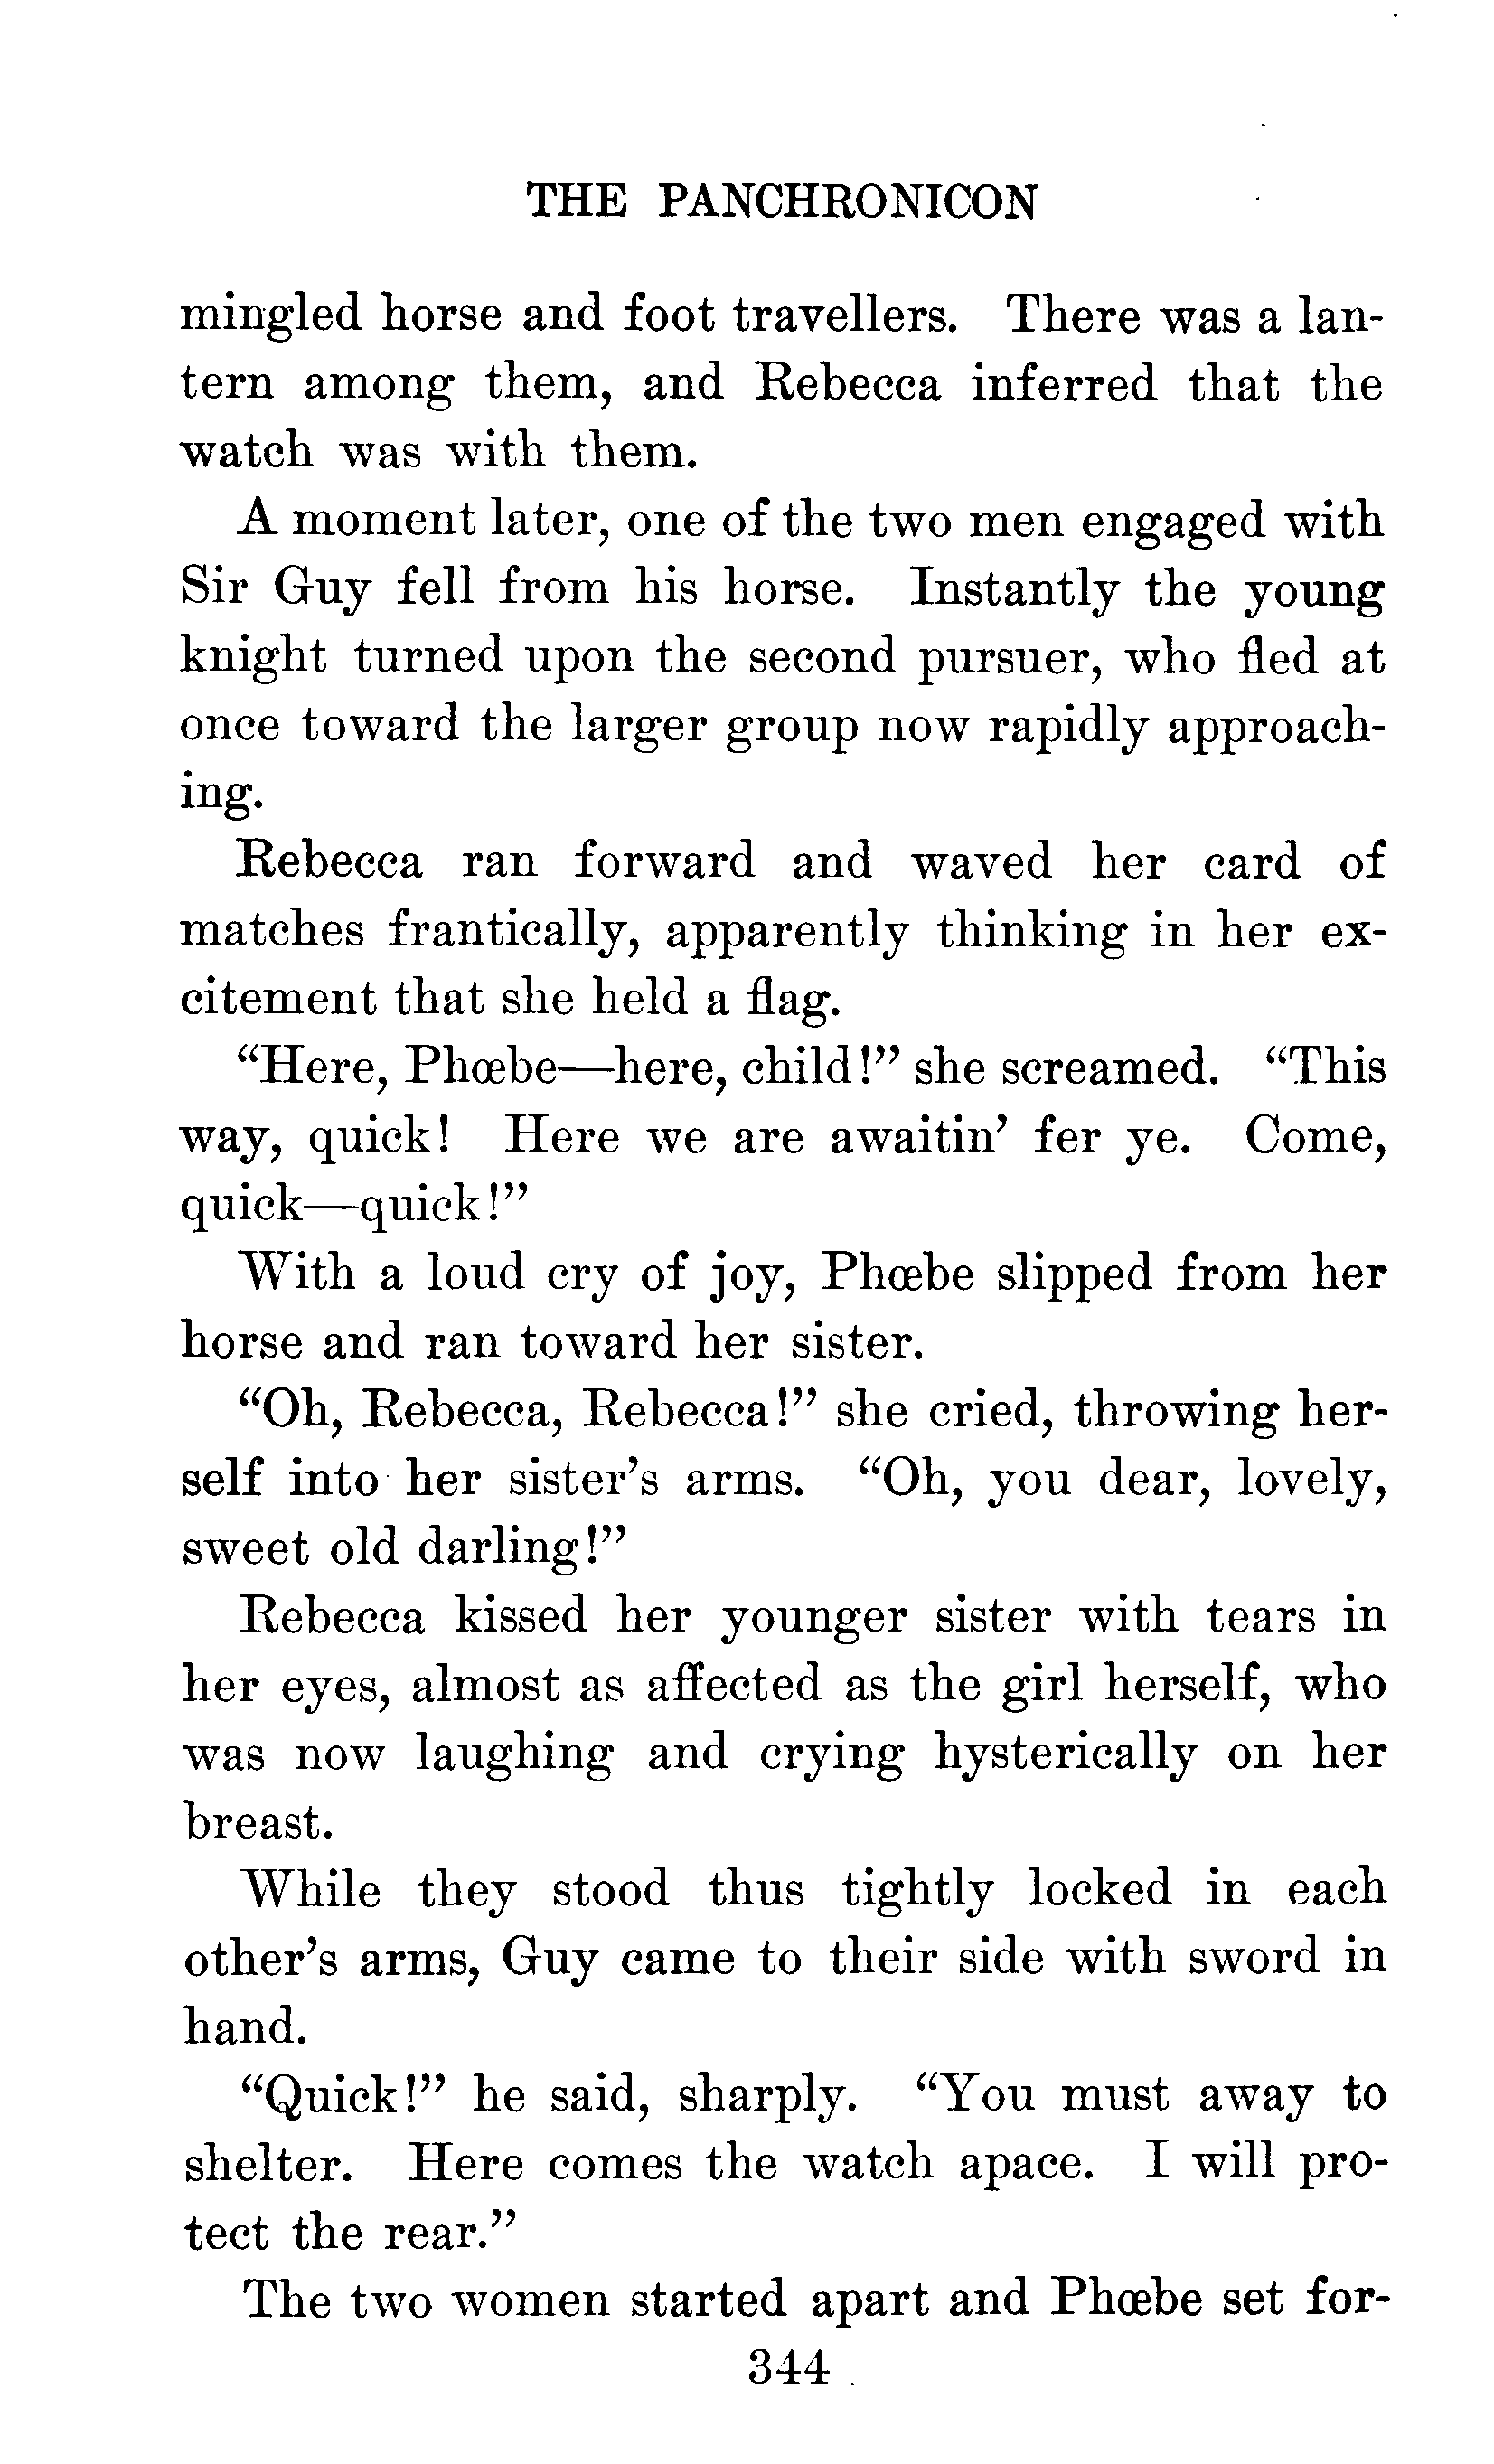 THE PANCHRONICON
mingled horse and foot travellers. There was a lan-
tern among them, and Rebecca inferred that the
watch was with them.
A moment later, one of the two men engaged with
Sir Guy fell from his horse. Instantly the young
knight turned upon the second pursuer, who fled at
once toward the larger group now rapidly approach-
ing.
Rebecca ran forward and waved her card of
matches frantically, apparently thinking in her ex-
citement that she held a flag.
“Here, Phœbe—here, child!” she screamed. “This
way, quick! Here we are awaitin’ fer ye. Come,
quick—quick!”
With a loud cry of joy, Phœbe slipped from her
horse and ran toward her sister.
“Oh, Rebecca, Rebecca!” she cried, throwing her-
self into her sister’s arms. “Oh, you dear, lovely,
sweet old darling!”
Rebecca kissed her younger sister with tears in
her eyes, almost as affected as the girl herself, who
was now laughing and crying hysterically on her
breast.
While they stood thus tightly locked in each
other’s arms, Guy came to their side with sword in
hand.
“Quick!” he said, sharply. “You must away to
shelter. Here comes the watch apace. I will pro-
tect the rear.”
The two women started apart and Phœbe set for-
344